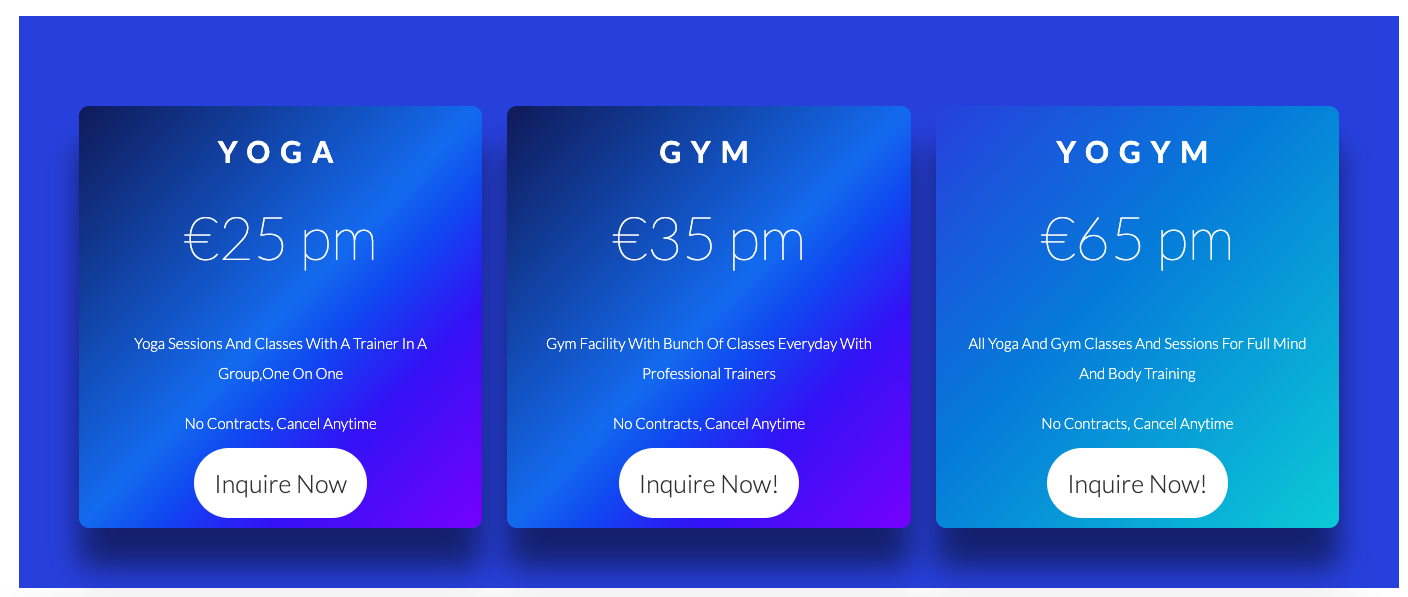 YOGA
€25 pm
Yoga Sessions And Classes With A Trainer In A
Group,One On One
No Contracts, Cancel Anytime
Inquire Now
GYM
€35 pm
Gym Facility With Bunch Of Classes Everyday With
Professional Trainers
No Contracts, Cancel Anytime
Inquire Now!
YOGYM
€65 pm
All Yoga And Gym Classes And Sessions For Full Mind
And Body Training
No Contracts, Cancel Anytime
Inquire Now!